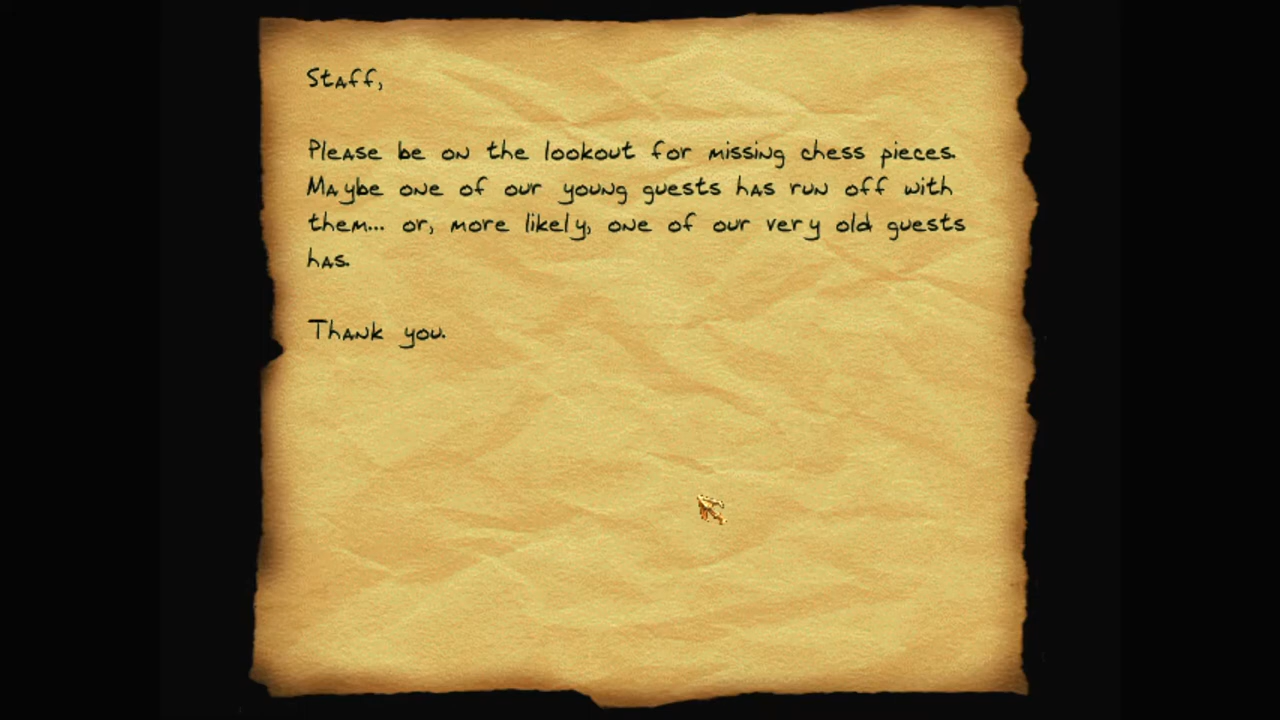 Staff,
Please be on the lookout for missing chess pieces.
Maybe one of our young guests has run off with
them... or, more likely, one of our very old guests
has.
Thank you.